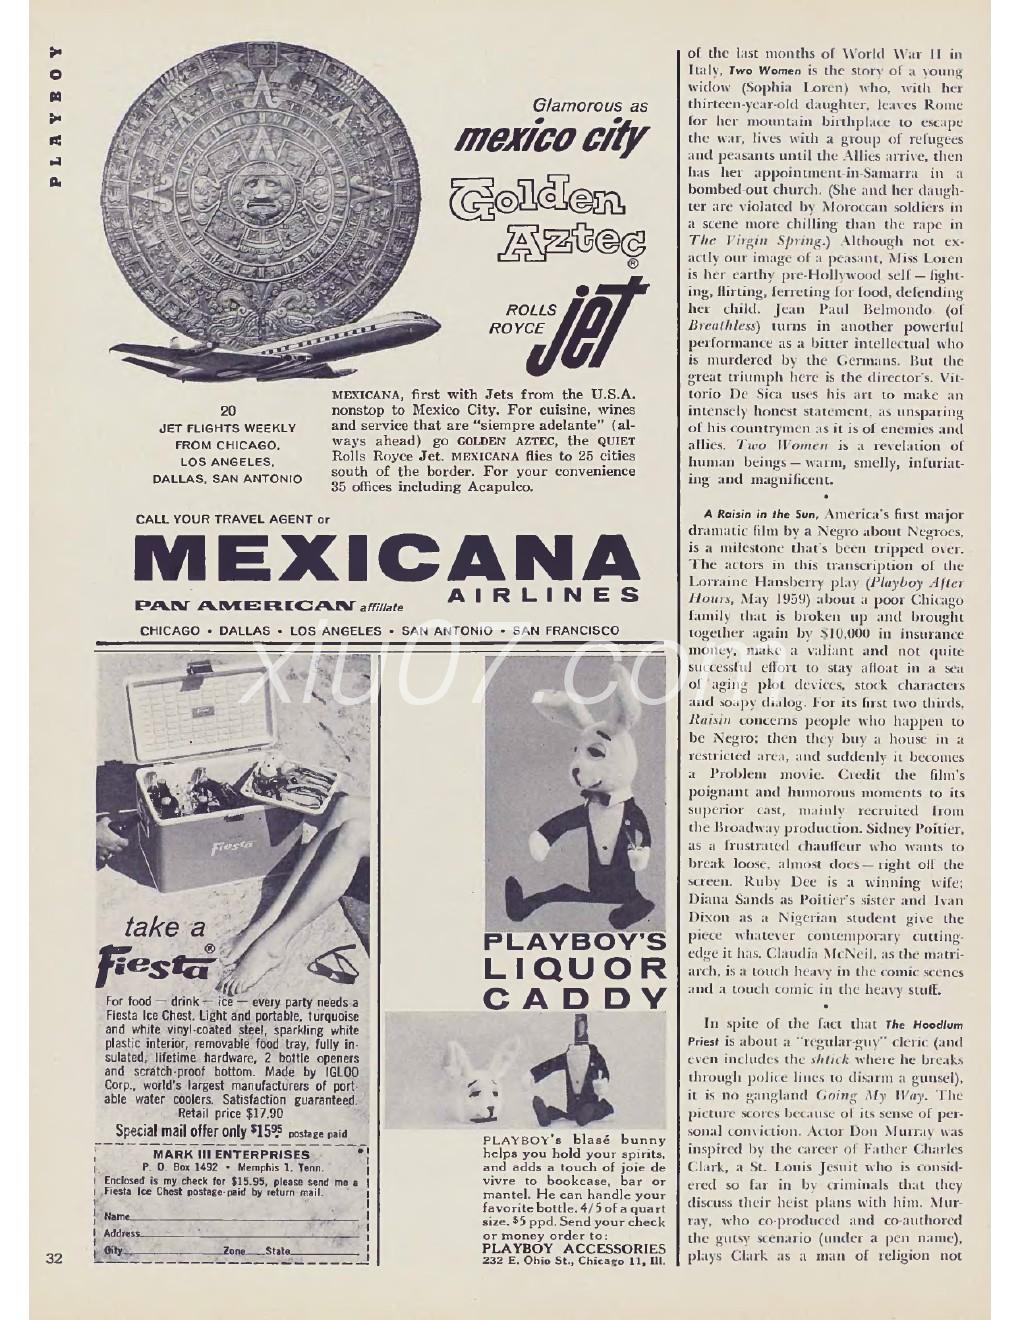 PLAYBOY
Glamorous as
mexico city
Golden
Aztec
®
ROLLS
ROYCE
jet
20
JET FLIGHTS WEEKLY
FROM CHICAGO,
LOS ANGELES,
DALLAS, SAN ANTONIO
MEXICANA, first with Jets from the U.S.A.
nonstop to Mexico City. For cuisine, wines
and service that are "siempre adelante" (al-
ways ahead) go GOLDEN AZTEC, the QUIET
Rolls Royce Jet. MEXICANA flies to 25 cities
south of the border. For your convenience
35 offices including Acapulco.
CALL YOUR TRAVEL AGENT or
MEXICANA
AIRLINES
PAN AMERICAN affiliate
CHICAGO • DALLAS • LOS ANGELES • SAN ANTONIO • SAN FRANCISCO
xiu07.com
Fiesta
take a
Fiesta®
For food — drink — ice — every party needs a
Fiesta Ice Chest. Light and portable, turquoise
and white vinyl-coated steel, sparkling white
plastic interior, removable food tray, fully in-
sulated, lifetime hardware, 2 bottle openers
and scratch-proof bottom. Made by IGLOO
Corp., world's largest manufacturers of port-
able water coolers. Satisfaction guaranteed.
Retail price $17.90
Special mail offer only $15.95 postage paid
MARK III ENTERPRISES
P. O. Box 1492 • Memphis 1, Tenn.
Enclosed is my check for $15.95, please send me a
Fiesta Ice Chest postage-paid by return mail.
Name
Address
City Zone State
PLAYBOY'S
LIQUOR
CADDY
PLAYBOY's blasé bunny
helps you hold your spirits,
and adds a touch of joie de
vivre to bookcase, bar or
mantel. He can handle your
favorite bottle. 4/5 of a quart
size. $5 ppd. Send your check
or money order to:
PLAYBOY ACCESSORIES
232 E. Ohio St., Chicago 11, Ill.
of the last months of World War II in
Italy, Two Women is the story of a young
widow (Sophia Loren) who, with her
thirteen-year-old daughter, leaves Rome
for her mountain birthplace to escape
the war, lives with a group of refugees
and peasants until the Allies arrive, then
has her appointment-in-Samarra in a
bombed-out church. (She and her daugh-
ter are violated by Moroccan soldiers in
a scene more chilling than the rape in
The Virgin Spring.) Although not ex-
actly our image of a peasant, Miss Loren
is her earthy pre-Hollywood self — fight-
ing, flirting, ferreting for food, defending
her child. Jean Paul Belmondo (of
Breathless) turns in another powerful
performance as a bitter intellectual who
is murdered by the Germans. But the
great triumph here is the director's. Vit-
torio De Sica uses his art to make an
intensely honest statement, as unsparing
of his countrymen as it is of enemies and
allies. Two Women is a revelation of
human beings — warm, smelly, infuriat-
ing and magnificent.
•
A Raisin in the Sun, America's first major
dramatic film by a Negro about Negroes,
is a milestone that's been tripped over.
The actors in this transcription of the
Lorraine Hansberry play (Playboy After
Hours, May 1959) about a poor Chicago
family that is broken up and brought
together again by $10,000 in insurance
money, make a valiant and not quite
successful effort to stay afloat in a sea
of aging plot devices, stock characters
and soapy dialog. For its first two thirds,
Raisin concerns people who happen to
be Negro; then they buy a house in a
restricted area, and suddenly it becomes
a Problem movie. Credit the film's
poignant and humorous moments to its
superior cast, mainly recruited from
the Broadway production. Sidney Poitier,
as a frustrated chauffeur who wants to
break loose, almost does — right off the
screen. Ruby Dee is a winning wife;
Diana Sands as Poitier's sister and Ivan
Dixon as a Nigerian student give the
piece whatever contemporary cutting-
edge it has. Claudia McNeil, as the matri-
arch, is a touch heavy in the comic scenes
and a touch comic in the heavy stuff.
•
In spite of the fact that The Hoodlum
Priest is about a "regular-guy" cleric (and
even includes the shtick where he breaks
through police lines to disarm a gunsel),
it is no gangland Going My Way. The
picture scores because of its sense of per-
sonal conviction. Actor Don Murray was
inspired by the career of Father Charles
Clark, a St. Louis Jesuit who is consid-
ered so far in by criminals that they
discuss their heist plans with him. Mur-
ray, who co-produced and co-authored
the gutsy scenario (under a pen name),
plays Clark as a man of religion not
32